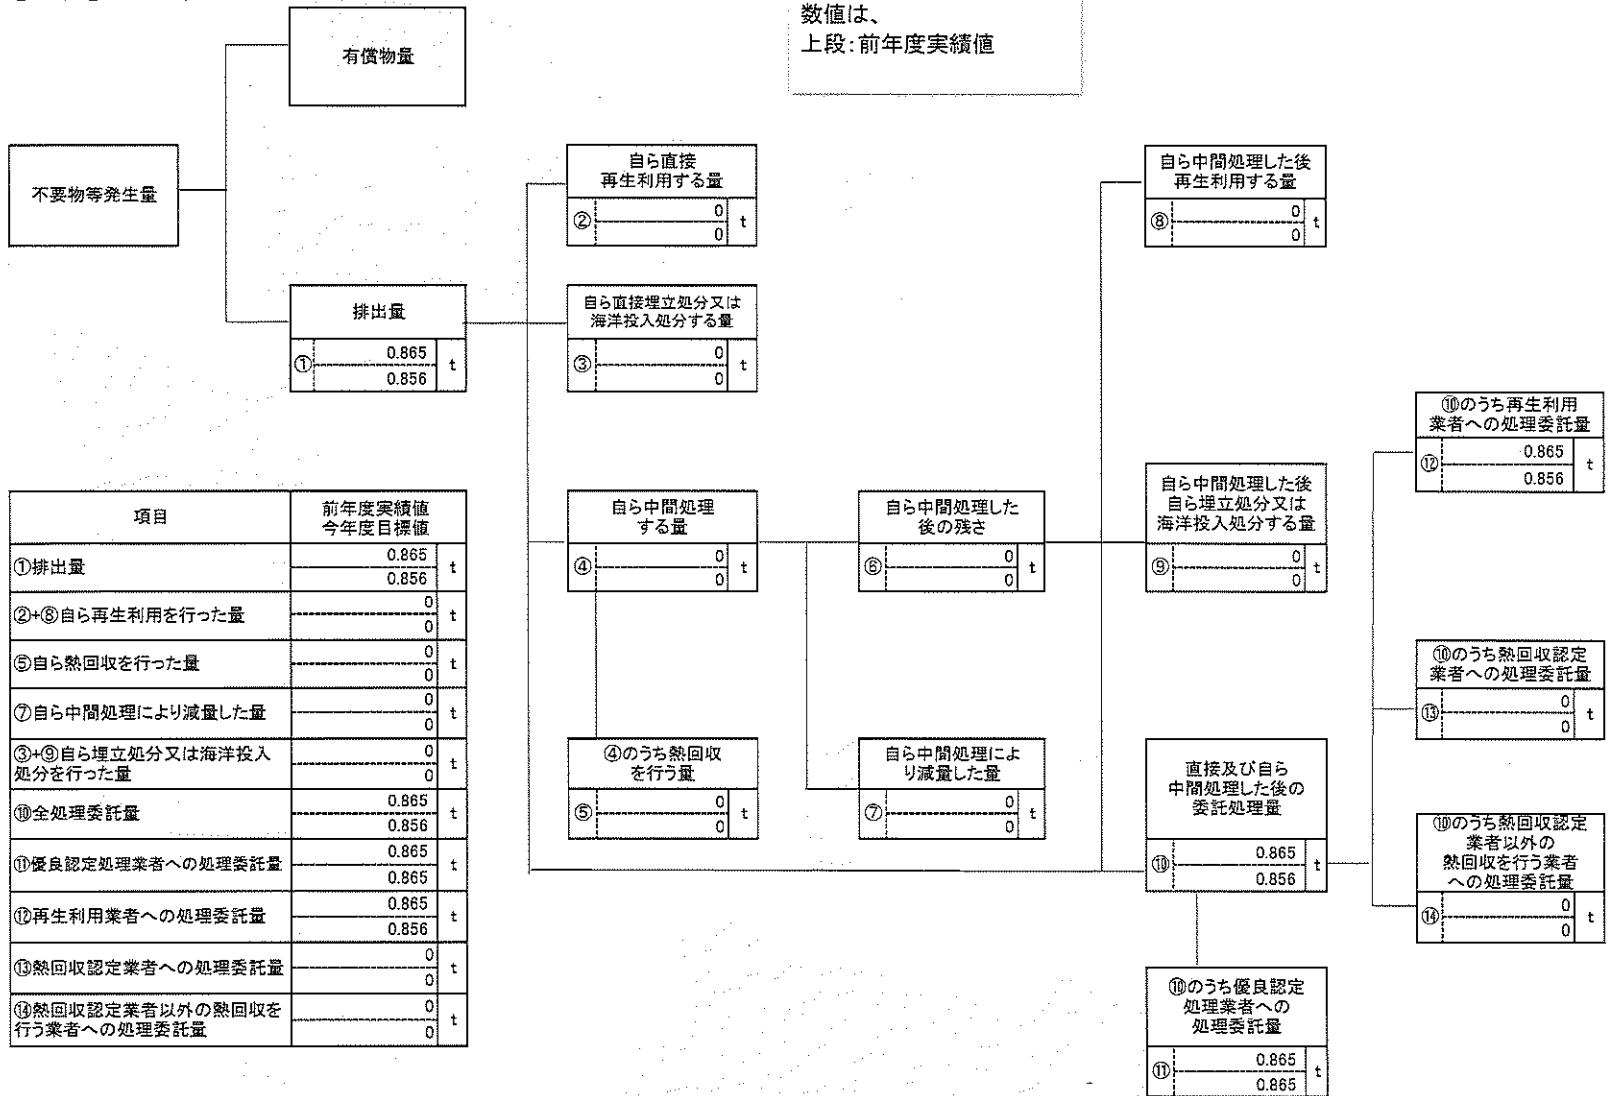 数値は、
上段:前年度実績値
有償物量
不要物等発生量
排出量
① 0.865 t
0.856
自ら直接
再生利用する量
② 0 t
0
自ら直接埋立処分又は
海洋投入処分する量
③ 0 t
0
自ら中間処理
する量
④ 0 t
0
④のうち熱回収
を行う量
⑤ 0 t
0
自ら中間処理した
後の残さ
⑥ 0 t
0
自ら中間処理によ
り減量した量
⑦ 0 t
0
自ら中間処理した後
再生利用する量
⑧ 0 t
0
自ら中間処理した後
自ら埋立処分又は
海洋投入処分する量
⑨ 0 t
0
直接及び自ら
中間処理した後の
委託処理量
⑩ 0.865 t
0.856
⑩のうち優良認定
処理業者への
処理委託量
⑪ 0.865 t
0.865
⑩のうち再生利用
業者への処理委託量
⑫ 0.865 t
0.856
⑩のうち熱回収認定
業者への処理委託量
⑬ 0 t
0
⑩のうち熱回収認定
業者以外の
熱回収を行う業者
への処理委託量
⑭ 0 t
0
項目 前年度実績値
今年度目標値
①排出量 0.865 t
0.856
②+⑧自ら再生利用を行った量 0 t
0
⑤自ら熱回収を行った量 0 t
0
⑦自ら中間処理により減量した量 0 t
0
③+⑨自ら埋立処分又は海洋投入 0 t
処分を行った量 0
⑩全処理委託量 0.865 t
0.856
⑪優良認定処理業者への処理委託量 0.865 t
0.865
⑫再生利用業者への処理委託量 0.865 t
0.856
⑬熱回収認定業者への処理委託量 0 t
0
⑭熱回収認定業者以外の熱回収を 0 t
行う業者への処理委託量 0